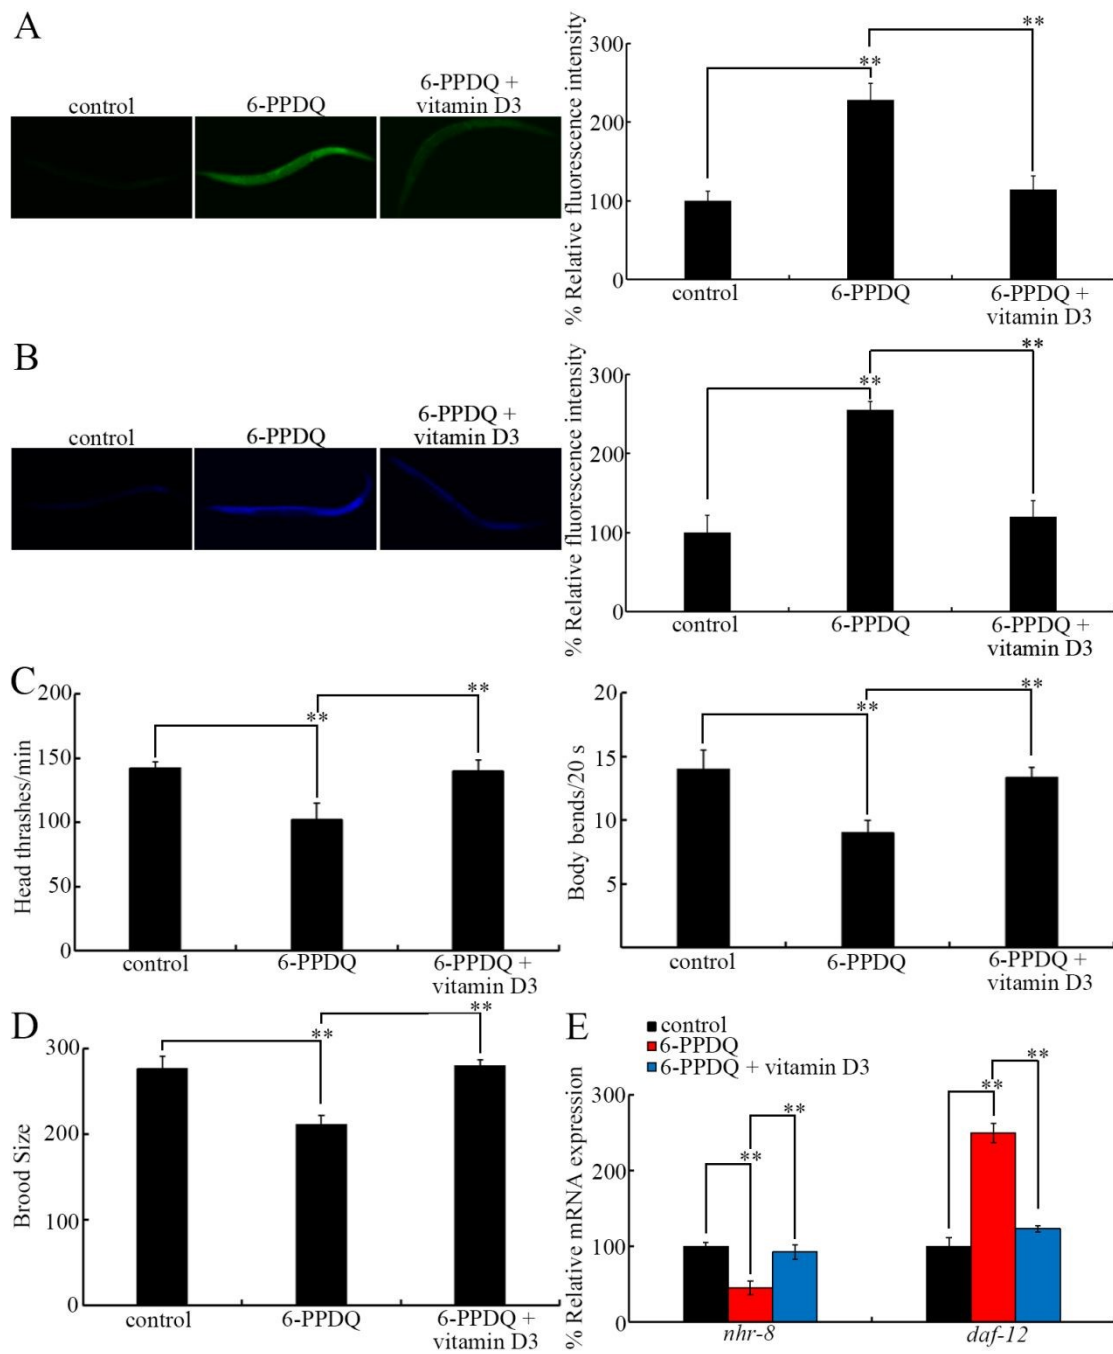 A
control
6-PPDQ
6-PPDQ +
vitamin D3
% Relative fluorescence intensity
300
200
100
0
**
**
control
6-PPDQ
6-PPDQ +
vitamin D3
B
control
6-PPDQ
6-PPDQ +
vitamin D3
% Relative fluorescence intensity
300
200
100
0
**
**
control
6-PPDQ
6-PPDQ +
vitamin D3
C
Head thrashes/min
200
150
100
50
0
**
**
control
6-PPDQ
6-PPDQ +
vitamin D3
Body bends/20 s
20
15
10
5
**
**
control
6-PPDQ
6-PPDQ +
vitamin D3
D
Brood Size
300
200
100
0
**
**
control
6-PPDQ
6-PPDQ +
vitamin D3
E
control
6-PPDQ
6-PPDQ + vitamin D3
% Relative mRNA expression
300
200
100
0
**
**
**
**
nhr-8
daf-12